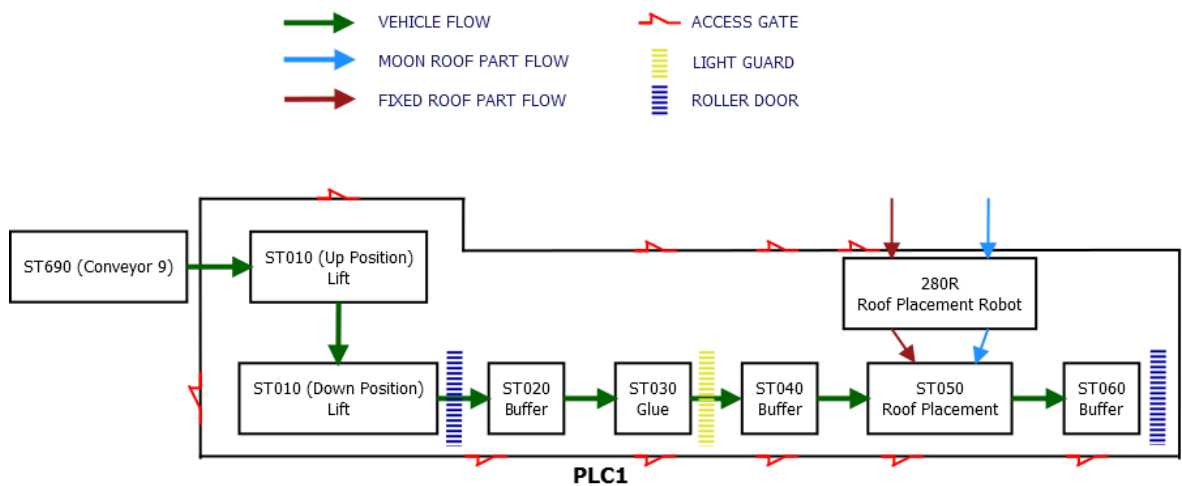 VEHICLE FLOW
MOON ROOF PART FLOW
FIXED ROOF PART FLOW
ACCESS GATE
LIGHT GUARD
ROLLER DOOR
ST690 (Conveyor 9)
ST010 (Up Position)
Lift
280R
Roof Placement Robot
ST010 (Down Position)
Lift
ST020
Buffer
ST030
Glue
ST040
Buffer
ST050
Roof Placement
ST060
Buffer
PLC1